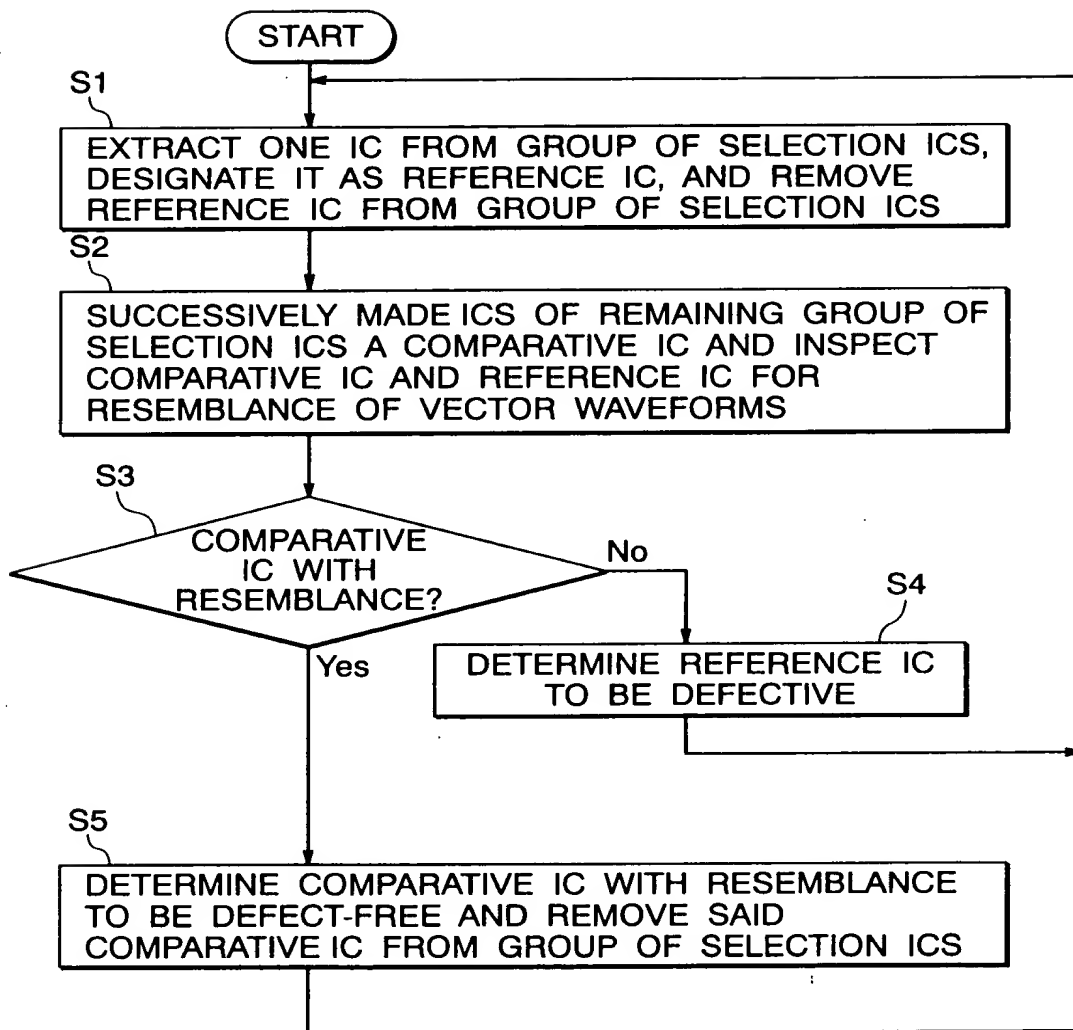 START
S1
EXTRACT ONE IC FROM GROUP OF SELECTION ICS,
DESIGNATE IT AS REFERENCE IC, AND REMOVE
REFERENCE IC FROM GROUP OF SELECTION ICS
S2
SUCCESSIVELY MADE ICS OF REMAINING GROUP OF
SELECTION ICS A COMPARATIVE IC AND INSPECT
COMPARATIVE IC AND REFERENCE IC FOR
RESEMBLANCE OF VECTOR WAVEFORMS
S3
COMPARATIVE
IC WITH
RESEMBLANCE?
No
Yes
S4
DETERMINE REFERENCE IC
TO BE DEFECTIVE
S5
DETERMINE COMPARATIVE IC WITH RESEMBLANCE
TO BE DEFECT-FREE AND REMOVE SAID
COMPARATIVE IC FROM GROUP OF SELECTION ICS